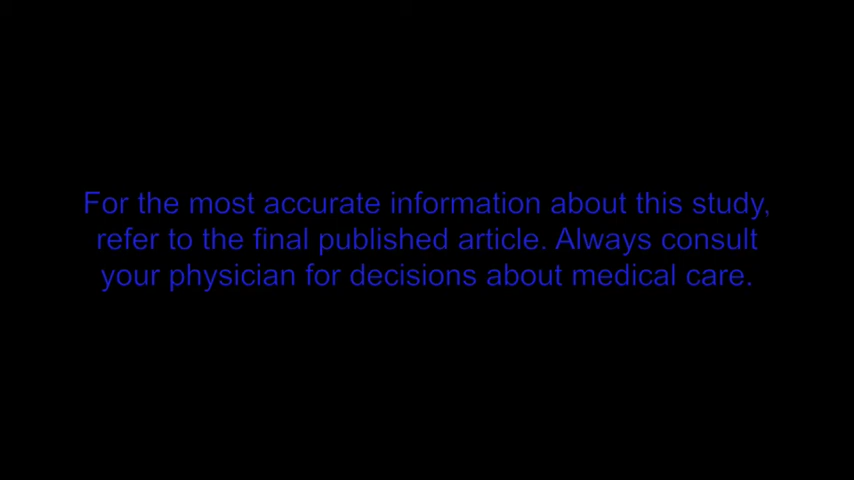 For the most accurate information about this study,
refer to the final published article. Always consult
your physician for decisions about medical care.